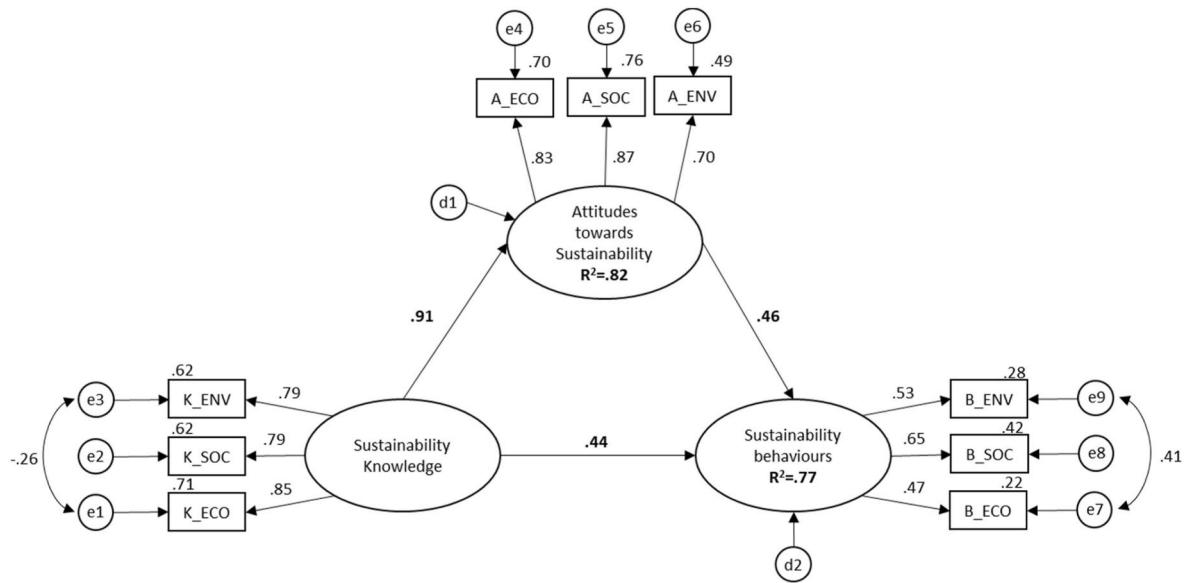 e4 e5 e6
.70 .76 .49
A_ECO A_SOC A_ENV
.83 .87 .70
d1
Attitudes
towards
Sustainability
R²=.82
.91 .46
.62
e3 K_ENV .79
.62
-.26 e2 K_SOC .79
.71
e1 K_ECO .85
Sustainability
Knowledge
.44
Sustainability
behaviours
R²=.77
.28
.53 B_ENV e9
.42
.65 B_SOC e8 .41
.22
.47 B_ECO e7
d2